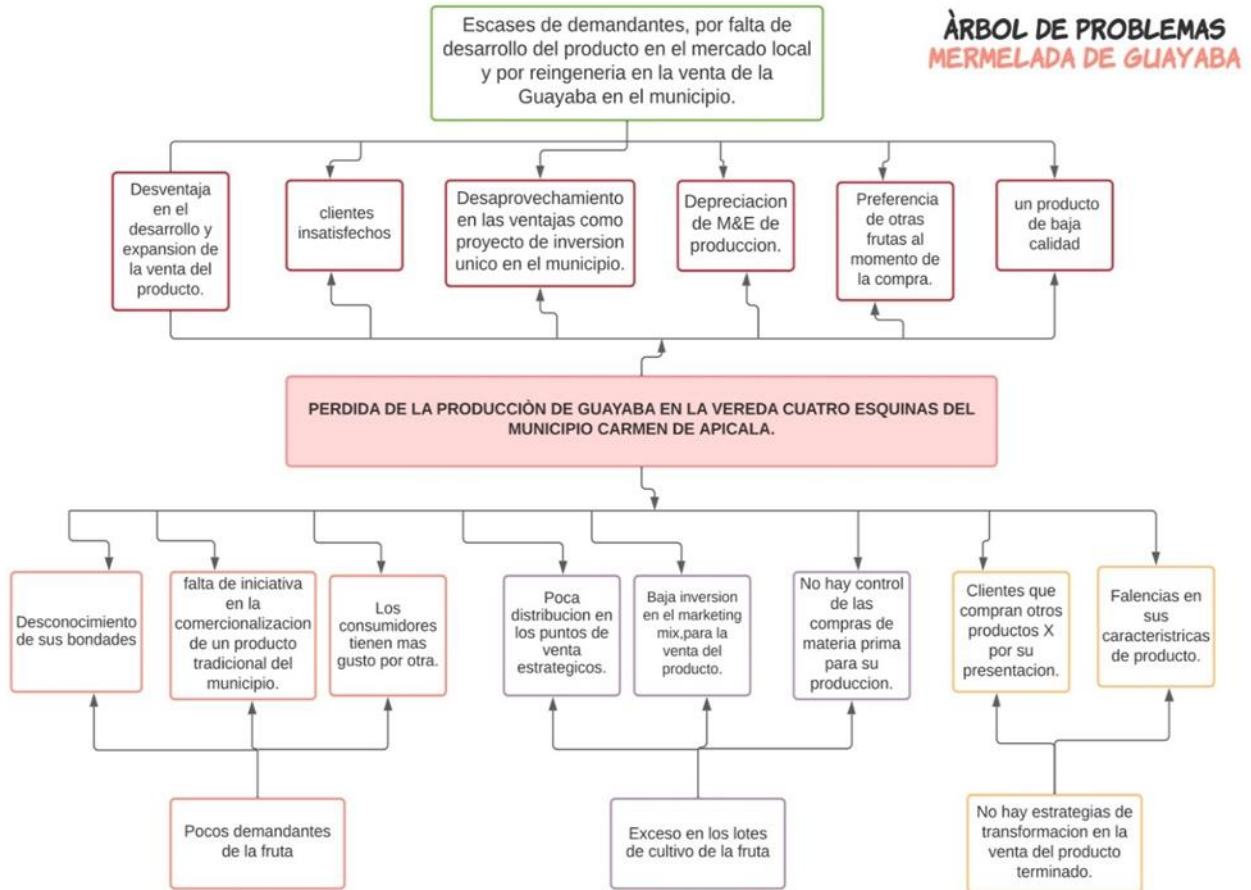 ÀRBOL DE PROBLEMAS
MERMELADA DE GUAYABA
Escases de demandantes, por falta de
desarrollo del producto en el mercado local
y por reingeneria en la venta de la
Guayaba en el municipio.
Desventaja
en el
desarrollo y
expansion de
la venta del
producto.
clientes
insatisfechos
Desaprovechamiento
en las ventajas como
proyecto de inversion
unico en el municipio.
Depreciacion
de M&E de
produccion.
Preferencia
de otras
frutas al
momento de
la compra.
un producto
de baja
calidad
PERDIDA DE LA PRODUCCIÒN DE GUAYABA EN LA VEREDA CUATRO ESQUINAS DEL
MUNICIPIO CARMEN DE APICALA.
Desconocimiento
de sus bondades
falta de iniciativa
en la
comercionalizacion
de un producto
tradicional del
municipio.
Los
consumidores
tienen mas
gusto por otra.
Poca
distribucion en
los puntos de
venta
estrategicos.
Baja inversion
en el marketing
mix,para la
venta del
producto.
No hay control
de las
compras de
materia prima
para su
produccion.
Clientes que
compran otros
productos X
por su
presentacion.
Falencias en
sus
caracteristricas
de producto.
Pocos demandantes
de la fruta
Exceso en los lotes
de cultivo de la fruta
No hay estrategias de
transformacion en la
venta del producto
terminado.